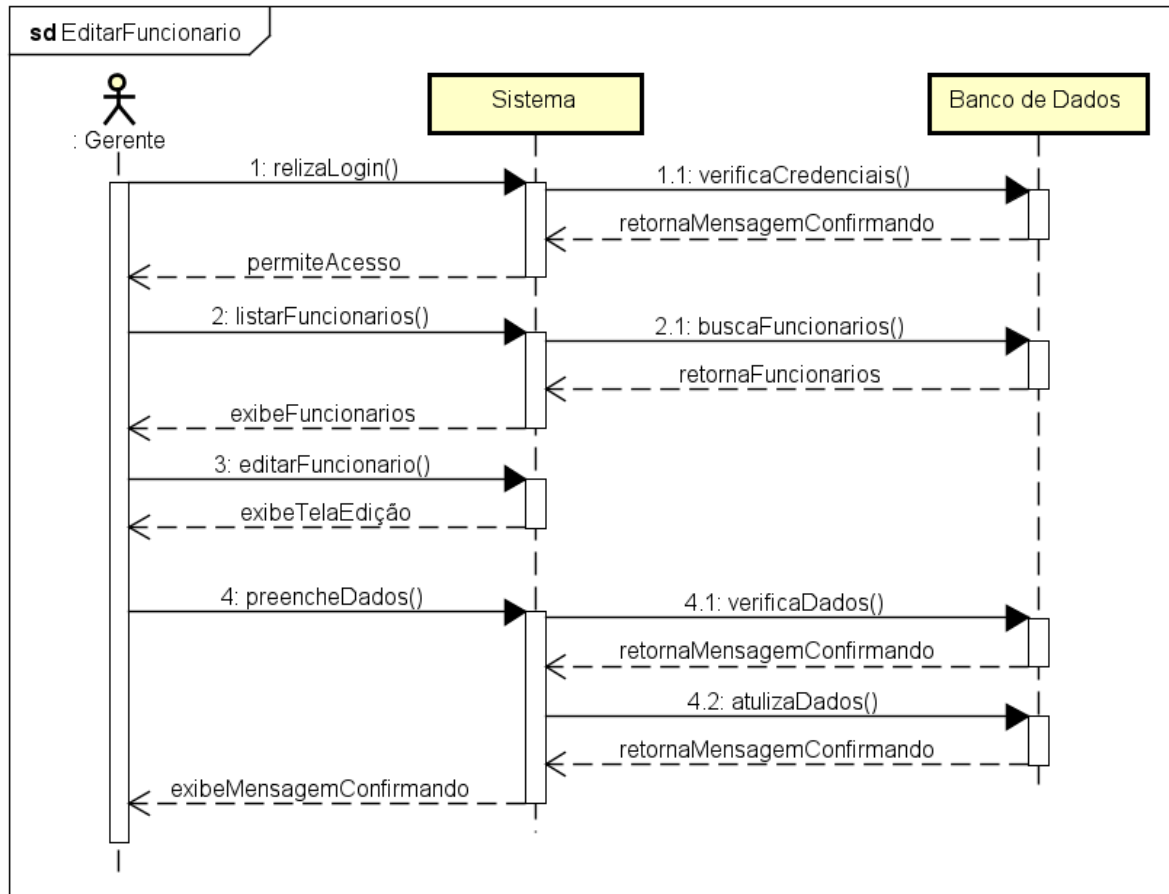 sd EditarFuncionario
: Gerente
Sistema
Banco de Dados
1: relizaLogin()
1.1: verificaCredenciais()
retornaMensagemConfirmando
permiteAcesso
2: listarFuncionarios()
2.1: buscaFuncionarios()
retornaFuncionarios
exibeFuncionarios
3: editarFuncionario()
exibeTelaEdição
4: preencheDados()
4.1: verificaDados()
retornaMensagemConfirmando
4.2: atulizaDados()
retornaMensagemConfirmando
exibeMensagemConfirmando